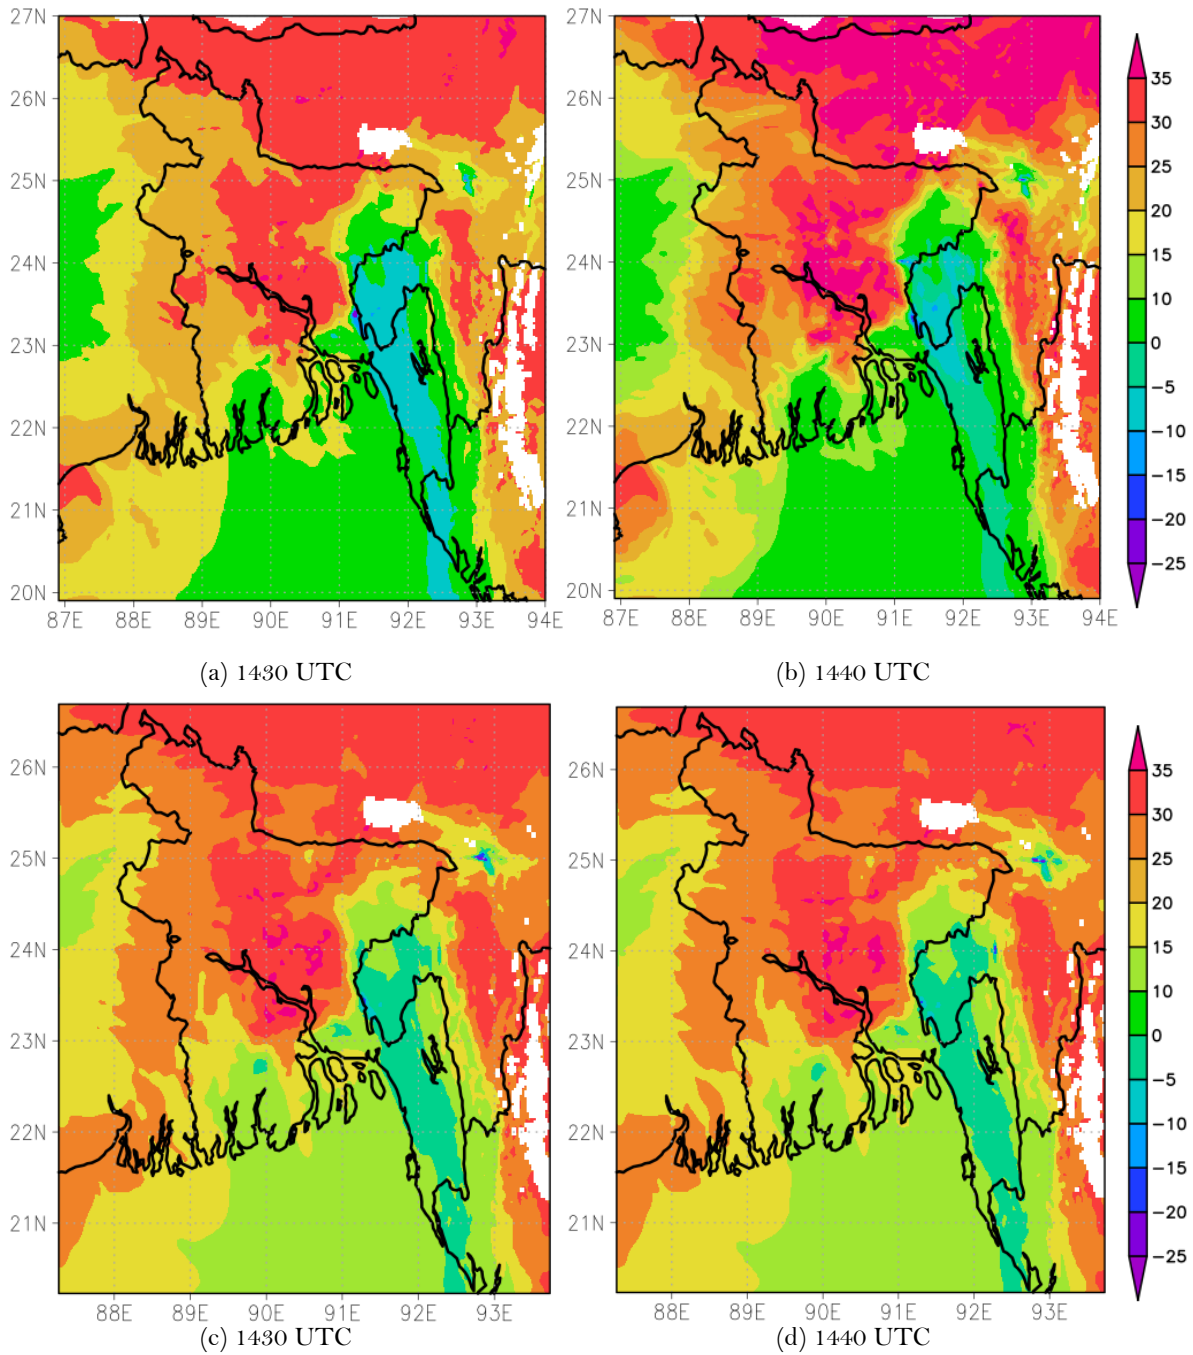 27N
26N
25N
24N
23N
22N
21N
20N
87E 88E 89E 90E 91E 92E 93E 94E
27N
26N
25N
24N
23N
22N
21N
20N
87E 88E 89E 90E 91E 92E 93E 94E
35
30
25
20
15
10
0
−5
−10
−15
−20
−25
(a) 1430 UTC
(b) 1440 UTC
26N
25N
24N
23N
22N
21N
88E 89E 90E 91E 92E 93E
26N
25N
24N
23N
22N
21N
88E 89E 90E 91E 92E 93E
35
30
25
20
15
10
0
−5
−10
−15
−20
−25
(c) 1430 UTC
(d) 1440 UTC